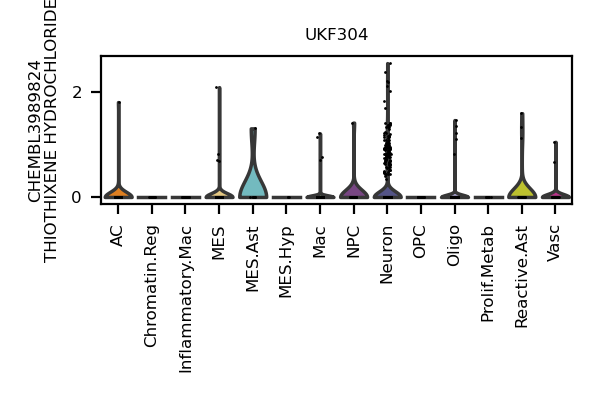 UKF304
CHEMBL3989824
THIOTHIXENE HYDROCHLORIDE
2
0
AC
Chromatin.Reg
Inflammatory.Mac
MES
MES.Ast
MES.Hyp
Mac
NPC
Neuron
OPC
Oligo
Prolif.Metab
Reactive.Ast
Vasc